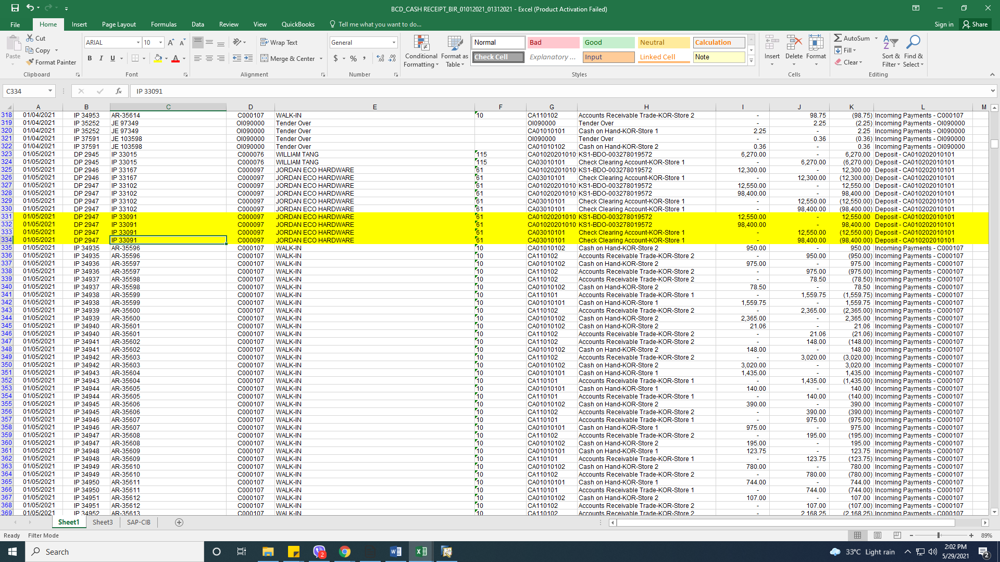 BCD_CASH RECEIPT_BIR_01012021_01312021 - Excel (Product Activation Failed)
File Home Insert Page Layout Formulas Data Review View QuickBooks Tell me what you want to do... Sign in Share
Cut
Copy
Format Painter
Paste
Clipboard
ARIAL 10
B I U
Font
Wrap Text
Merge & Center
Alignment
General
Number
Conditional Formatting
Format as Table
Normal Bad Good Neutral Calculation
Check Cell Explanatory ... Input Linked Cell Note
Styles
Insert Delete Format
Cells
AutoSum
Fill
Clear
Sort & Filter
Find & Select
Editing
C334 fx IP 33091
A B C D E F G H I J K L M
318 01/04/2021 IP 34953 AR-35614 C000107 WALK-IN 10 CA110102 Accounts Receivable Trade-KOR-Store 2 - 98.75 (98.75) Incoming Payments - C000107
319 01/04/2021 IP 35252 JE 97349 OI090000 Tender Over OI090000 Tender Over - 2.25 (2.25) Incoming Payments - OI090000
320 01/04/2021 IP 35252 JE 97349 OI090000 Tender Over CA01010101 Cash on Hand-KOR-Store 1 2.25 - 2.25 Incoming Payments - OI090000
321 01/04/2021 IP 37591 JE 103598 OI090000 Tender Over OI090000 Tender Over - 0.36 (0.36) Incoming Payments - OI090000
322 01/04/2021 IP 37591 JE 103598 OI090000 Tender Over CA01010102 Cash on Hand-KOR-Store 2 0.36 - 0.36 Incoming Payments - OI090000
323 01/05/2021 DP 2945 IP 33015 C000076 WILLIAM TANG 115 CA010202010101 KS1-BDO-003278019572 6,270.00 - 6,270.00 Deposit - CA010202010101
324 01/05/2021 DP 2945 IP 33015 C000076 WILLIAM TANG 115 CA03010101 Check Clearing Account-KOR-Store 1 - 6,270.00 (6,270.00) Deposit - CA010202010101
325 01/05/2021 DP 2946 IP 33167 C000097 JORDAN ECO HARDWARE 61 CA010202010101 KS1-BDO-003278019572 12,300.00 - 12,300.00 Deposit - CA010202010101
326 01/05/2021 DP 2946 IP 33167 C000097 JORDAN ECO HARDWARE 61 CA03010101 Check Clearing Account-KOR-Store 1 - 12,300.00 (12,300.00) Deposit - CA010202010101
327 01/05/2021 DP 2947 IP 33102 C000097 JORDAN ECO HARDWARE 61 CA010202010101 KS1-BDO-003278019572 12,550.00 - 12,550.00 Deposit - CA010202010101
328 01/05/2021 DP 2947 IP 33102 C000097 JORDAN ECO HARDWARE 61 CA010202010101 KS1-BDO-003278019572 98,400.00 - 98,400.00 Deposit - CA010202010101
329 01/05/2021 DP 2947 IP 33102 C000097 JORDAN ECO HARDWARE 61 CA03010101 Check Clearing Account-KOR-Store 1 - 12,550.00 (12,550.00) Deposit - CA010202010101
330 01/05/2021 DP 2947 IP 33102 C000097 JORDAN ECO HARDWARE 61 CA03010101 Check Clearing Account-KOR-Store 1 - 98,400.00 (98,400.00) Deposit - CA010202010101
331 01/05/2021 DP 2947 IP 33091 C000097 JORDAN ECO HARDWARE 61 CA010202010101 KS1-BDO-003278019572 12,550.00 - 12,550.00 Deposit - CA010202010101
332 01/05/2021 DP 2947 IP 33091 C000097 JORDAN ECO HARDWARE 61 CA010202010101 KS1-BDO-003278019572 98,400.00 - 98,400.00 Deposit - CA010202010101
333 01/05/2021 DP 2947 IP 33091 C000097 JORDAN ECO HARDWARE 61 CA03010101 Check Clearing Account-KOR-Store 1 - 12,550.00 (12,550.00) Deposit - CA010202010101
334 01/05/2021 DP 2947 IP 33091 C000097 JORDAN ECO HARDWARE 61 CA03010101 Check Clearing Account-KOR-Store 1 - 98,400.00 (98,400.00) Deposit - CA010202010101
335 01/05/2021 IP 34935 AR-35596 C000107 WALK-IN 10 CA01010102 Cash on Hand-KOR-Store 2 950.00 - 950.00 Incoming Payments - C000107
336 01/05/2021 IP 34935 AR-35596 C000107 WALK-IN 10 CA110102 Accounts Receivable Trade-KOR-Store 2 - 950.00 (950.00) Incoming Payments - C000107
337 01/05/2021 IP 34936 AR-35597 C000107 WALK-IN 10 CA01010102 Cash on Hand-KOR-Store 2 975.00 - 975.00 Incoming Payments - C000107
338 01/05/2021 IP 34936 AR-35597 C000107 WALK-IN 10 CA110102 Accounts Receivable Trade-KOR-Store 2 - 975.00 (975.00) Incoming Payments - C000107
339 01/05/2021 IP 34937 AR-35598 C000107 WALK-IN 10 CA110102 Accounts Receivable Trade-KOR-Store 2 - 78.50 (78.50) Incoming Payments - C000107
340 01/05/2021 IP 34937 AR-35598 C000107 WALK-IN 10 CA01010102 Cash on Hand-KOR-Store 2 78.50 - 78.50 Incoming Payments - C000107
341 01/05/2021 IP 34938 AR-35599 C000107 WALK-IN 10 CA110101 Accounts Receivable Trade-KOR-Store 1 - 1,559.75 (1,559.75) Incoming Payments - C000107
342 01/05/2021 IP 34938 AR-35599 C000107 WALK-IN 10 CA01010101 Cash on Hand-KOR-Store 1 1,559.75 - 1,559.75 Incoming Payments - C000107
343 01/05/2021 IP 34939 AR-35600 C000107 WALK-IN 10 CA110102 Accounts Receivable Trade-KOR-Store 2 - 2,365.00 (2,365.00) Incoming Payments - C000107
344 01/05/2021 IP 34939 AR-35600 C000107 WALK-IN 10 CA01010102 Cash on Hand-KOR-Store 2 2,365.00 - 2,365.00 Incoming Payments - C000107
345 01/05/2021 IP 34940 AR-35601 C000107 WALK-IN 10 CA01010102 Cash on Hand-KOR-Store 2 21.06 - 21.06 Incoming Payments - C000107
346 01/05/2021 IP 34940 AR-35601 C000107 WALK-IN 10 CA110102 Accounts Receivable Trade-KOR-Store 2 - 21.06 (21.06) Incoming Payments - C000107
347 01/05/2021 IP 34941 AR-35602 C000107 WALK-IN 10 CA110102 Accounts Receivable Trade-KOR-Store 2 - 148.00 (148.00) Incoming Payments - C000107
348 01/05/2021 IP 34941 AR-35602 C000107 WALK-IN 10 CA01010102 Cash on Hand-KOR-Store 2 148.00 - 148.00 Incoming Payments - C000107
349 01/05/2021 IP 34942 AR-35603 C000107 WALK-IN 10 CA110102 Accounts Receivable Trade-KOR-Store 2 - 3,020.00 (3,020.00) Incoming Payments - C000107
350 01/05/2021 IP 34942 AR-35603 C000107 WALK-IN 10 CA01010102 Cash on Hand-KOR-Store 2 3,020.00 - 3,020.00 Incoming Payments - C000107
351 01/05/2021 IP 34943 AR-35604 C000107 WALK-IN 10 CA01010101 Cash on Hand-KOR-Store 1 1,435.00 - 1,435.00 Incoming Payments - C000107
352 01/05/2021 IP 34943 AR-35604 C000107 WALK-IN 10 CA110101 Accounts Receivable Trade-KOR-Store 1 - 1,435.00 (1,435.00) Incoming Payments - C000107
353 01/05/2021 IP 34944 AR-35605 C000107 WALK-IN 10 CA01010101 Cash on Hand-KOR-Store 1 140.00 - 140.00 Incoming Payments - C000107
354 01/05/2021 IP 34944 AR-35605 C000107 WALK-IN 10 CA110101 Accounts Receivable Trade-KOR-Store 1 - 140.00 (140.00) Incoming Payments - C000107
355 01/05/2021 IP 34945 AR-35606 C000107 WALK-IN 10 CA01010102 Cash on Hand-KOR-Store 2 390.00 - 390.00 Incoming Payments - C000107
356 01/05/2021 IP 34945 AR-35606 C000107 WALK-IN 10 CA110102 Accounts Receivable Trade-KOR-Store 2 - 390.00 (390.00) Incoming Payments - C000107
357 01/05/2021 IP 34946 AR-35607 C000107 WALK-IN 10 CA110101 Accounts Receivable Trade-KOR-Store 1 - 975.00 (975.00) Incoming Payments - C000107
358 01/05/2021 IP 34946 AR-35607 C000107 WALK-IN 10 CA01010101 Cash on Hand-KOR-Store 1 975.00 - 975.00 Incoming Payments - C000107
359 01/05/2021 IP 34947 AR-35608 C000107 WALK-IN 10 CA110102 Accounts Receivable Trade-KOR-Store 2 - 195.00 (195.00) Incoming Payments - C000107
360 01/05/2021 IP 34947 AR-35608 C000107 WALK-IN 10 CA01010102 Cash on Hand-KOR-Store 2 195.00 - 195.00 Incoming Payments - C000107
361 01/05/2021 IP 34948 AR-35609 C000107 WALK-IN 10 CA01010101 Cash on Hand-KOR-Store 1 123.75 - 123.75 Incoming Payments - C000107
362 01/05/2021 IP 34948 AR-35609 C000107 WALK-IN 10 CA110101 Accounts Receivable Trade-KOR-Store 1 - 123.75 (123.75) Incoming Payments - C000107
363 01/05/2021 IP 34949 AR-35610 C000107 WALK-IN 10 CA01010102 Cash on Hand-KOR-Store 2 780.00 - 780.00 Incoming Payments - C000107
364 01/05/2021 IP 34949 AR-35610 C000107 WALK-IN 10 CA110102 Accounts Receivable Trade-KOR-Store 2 - 780.00 (780.00) Incoming Payments - C000107
365 01/05/2021 IP 34950 AR-35611 C000107 WALK-IN 10 CA01010101 Cash on Hand-KOR-Store 1 744.00 - 744.00 Incoming Payments - C000107
366 01/05/2021 IP 34950 AR-35611 C000107 WALK-IN 10 CA110101 Accounts Receivable Trade-KOR-Store 1 - 744.00 (744.00) Incoming Payments - C000107
367 01/05/2021 IP 34951 AR-35612 C000107 WALK-IN 10 CA01010102 Cash on Hand-KOR-Store 2 107.00 - 107.00 Incoming Payments - C000107
368 01/05/2021 IP 34951 AR-35612 C000107 WALK-IN 10 CA110102 Accounts Receivable Trade-KOR-Store 2 - 107.00 (107.00) Incoming Payments - C000107
369 01/05/2021 IP 34952 AR-35613 C000107 WALK-IN 10 CA110102 Accounts Receivable Trade-KOR-Store 2 - 2,168.25 (2,168.25) Incoming Payments - C000107
Sheet1 Sheet3 SAP-CIB
Ready Filter Mode 89%
Search 2 33°C Light rain 2:02 PM
5/29/2021 2